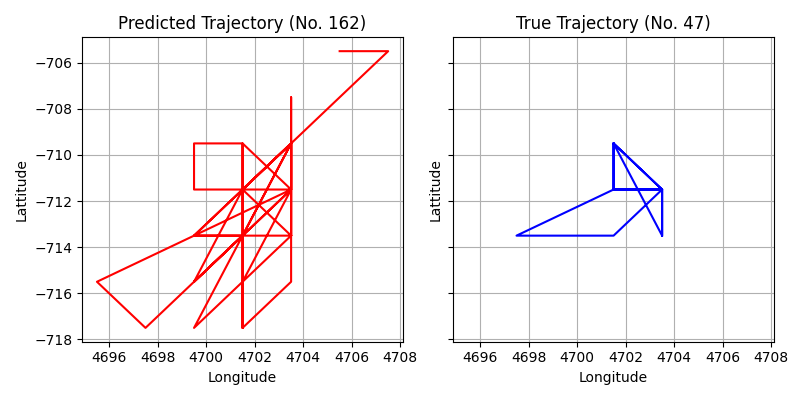 Predicted Trajectory (No. 162)
True Trajectory (No. 47)
Lattitude
−706
−708
−710
−712
−714
−716
−718
4696 4698 4700 4702 4704 4706 4708
Longitude
Lattitude
4696 4698 4700 4702 4704 4706 4708
Longitude